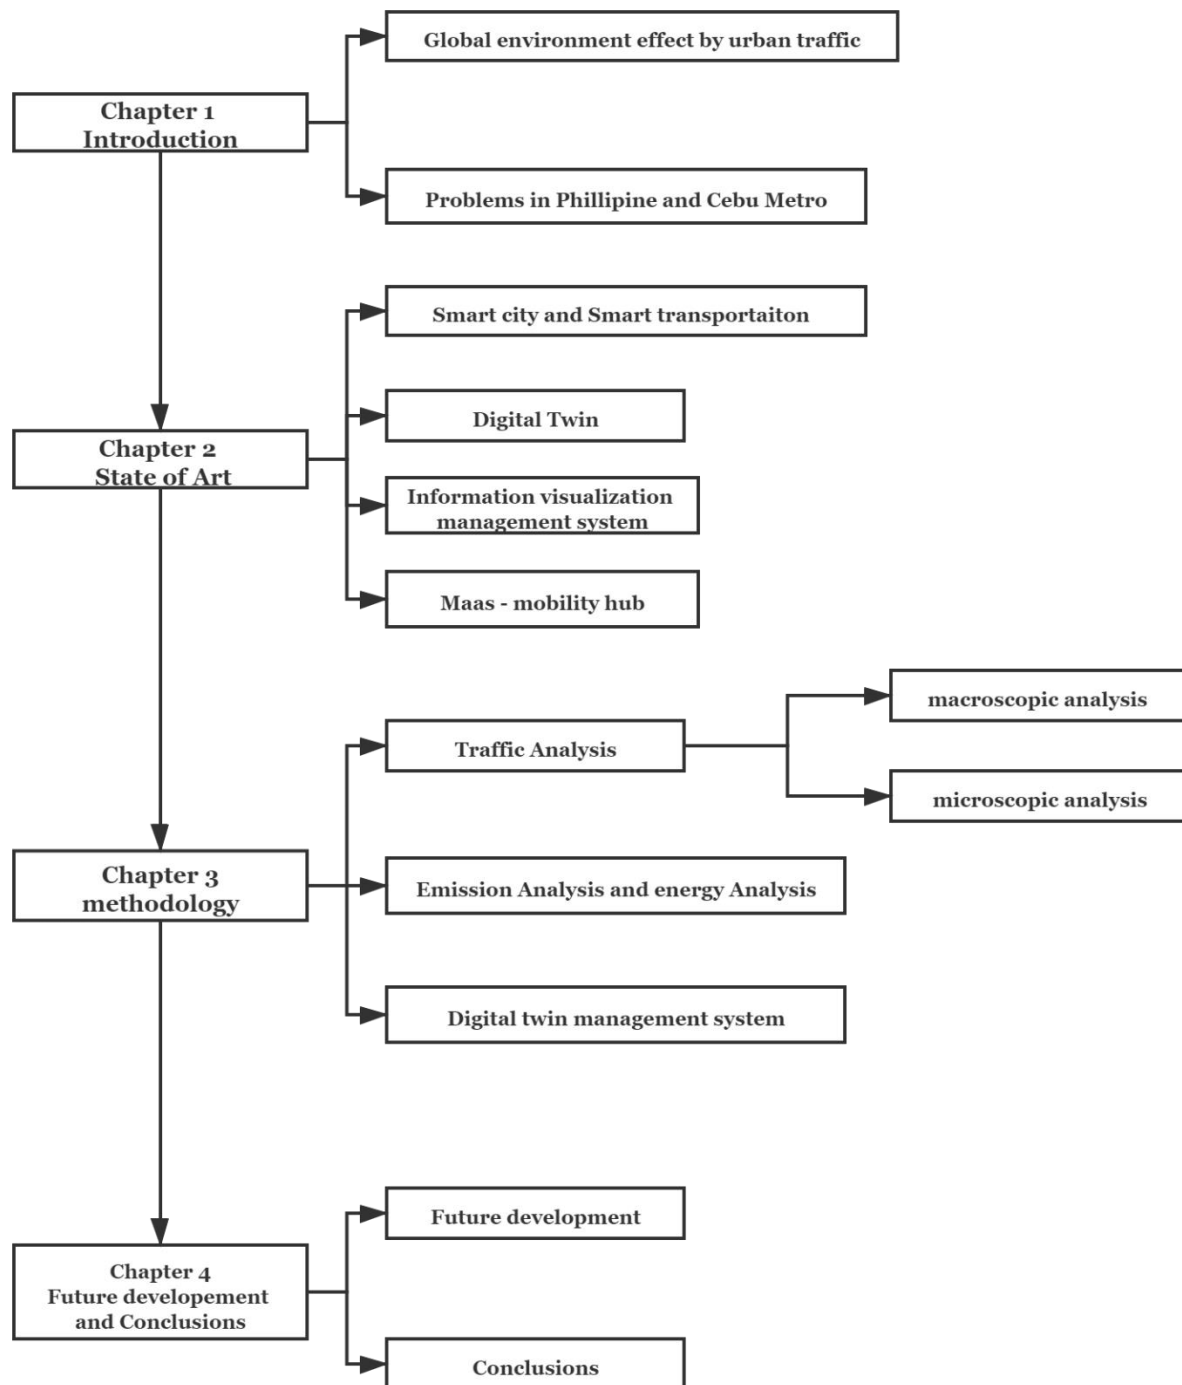 Global environment effect by urban traffic
Chapter 1
Introduction
Problems in Phillipine and Cebu Metro
Smart city and Smart transportaiton
Digital Twin
Chapter 2
State of Art
Information visualization
management system
Maas - mobility hub
macroscopic analysis
Traffic Analysis
microscopic analysis
Chapter 3
methodology
Emission Analysis and energy Analysis
Digital twin management system
Future development
Chapter 4
Future developement
and Conclusions
Conclusions